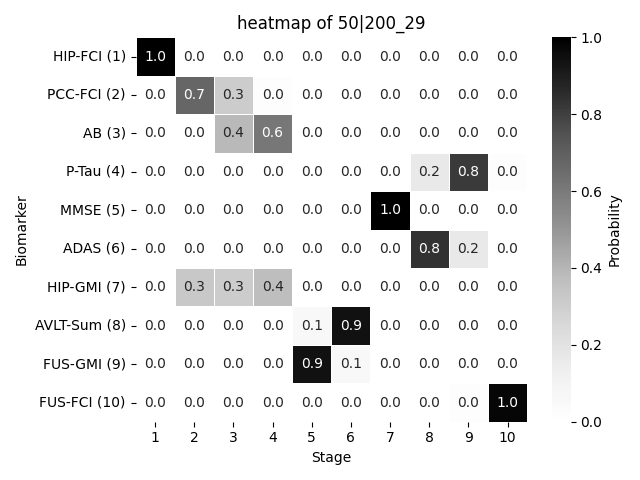 heatmap of 50|200_29
HIP-FCI (1) 1.0 0.0 0.0 0.0 0.0 0.0 0.0 0.0 0.0 0.0
PCC-FCI (2) 0.0 0.7 0.3 0.0 0.0 0.0 0.0 0.0 0.0 0.0
AB (3) 0.0 0.0 0.4 0.6 0.0 0.0 0.0 0.0 0.0 0.0
P-Tau (4) 0.0 0.0 0.0 0.0 0.0 0.0 0.0 0.2 0.8 0.0
MMSE (5) 0.0 0.0 0.0 0.0 0.0 0.0 1.0 0.0 0.0 0.0
ADAS (6) 0.0 0.0 0.0 0.0 0.0 0.0 0.0 0.8 0.2 0.0
HIP-GMI (7) 0.0 0.3 0.3 0.4 0.0 0.0 0.0 0.0 0.0 0.0
AVLT-Sum (8) 0.0 0.0 0.0 0.0 0.1 0.9 0.0 0.0 0.0 0.0
FUS-GMI (9) 0.0 0.0 0.0 0.0 0.9 0.1 0.0 0.0 0.0 0.0
FUS-FCI (10) 0.0 0.0 0.0 0.0 0.0 0.0 0.0 0.0 0.0 1.0
1 2 3 4 5 6 7 8 9 10
Stage
Biomarker
1.0
0.8
0.6
0.4
0.2
0.0
Probability